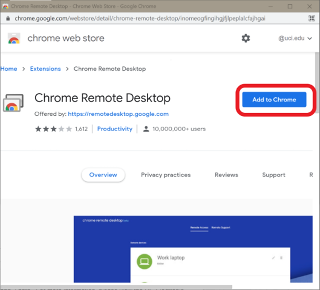 Chrome Remote Desktop - Chrome Web Store - Google Chrome
chrome.google.com/webstore/detail/chrome-remote-desktop/inomeogfingihgjfjlpeplalcfajhgai
chrome web store
@uci.edu
Home > Extensions > Chrome Remote Desktop
Chrome Remote Desktop
Add to Chrome
Offered by: https://remotedesktop.google.com
1,612 Productivity 10,000,000+ users
Overview Privacy practices Reviews Support R
chrome remote desktop
Remote Access Remote Support
Work laptop